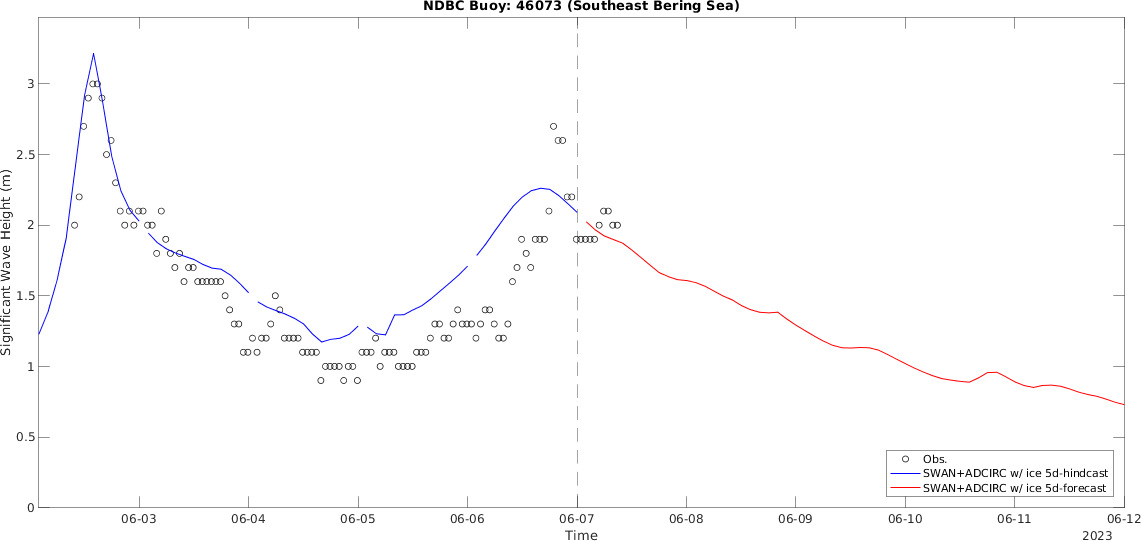 NDBC Buoy: 46073 (Southeast Bering Sea)
Significant Wave Height (m)
3
2.5
2
1.5
1
0.5
0
Obs.
SWAN+ADCIRC w/ ice 5d-hindcast
SWAN+ADCIRC w/ ice 5d-forecast
06-03 06-04 06-05 06-06 06-07 06-08 06-09 06-10 06-11 06-12
Time
2023